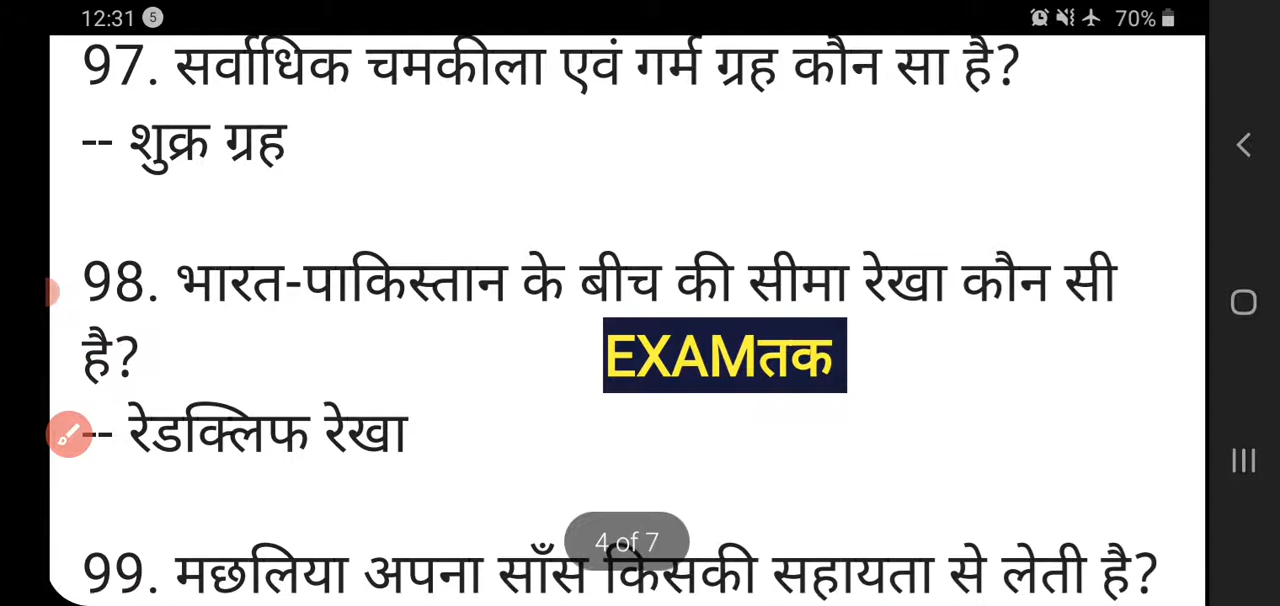 12:31 5 70%
97. सर्वाधिक चमकीला एवं गर्म ग्रह कौन सा है?
-- शुक्र ग्रह
98. भारत-पाकिस्तान के बीच की सीमा रेखा कौन सी
है?
EXAMतक
-- रेडक्लिफ रेखा
4 of 7
99. मछलिया अपना साँस किसकी सहायता से लेती है?